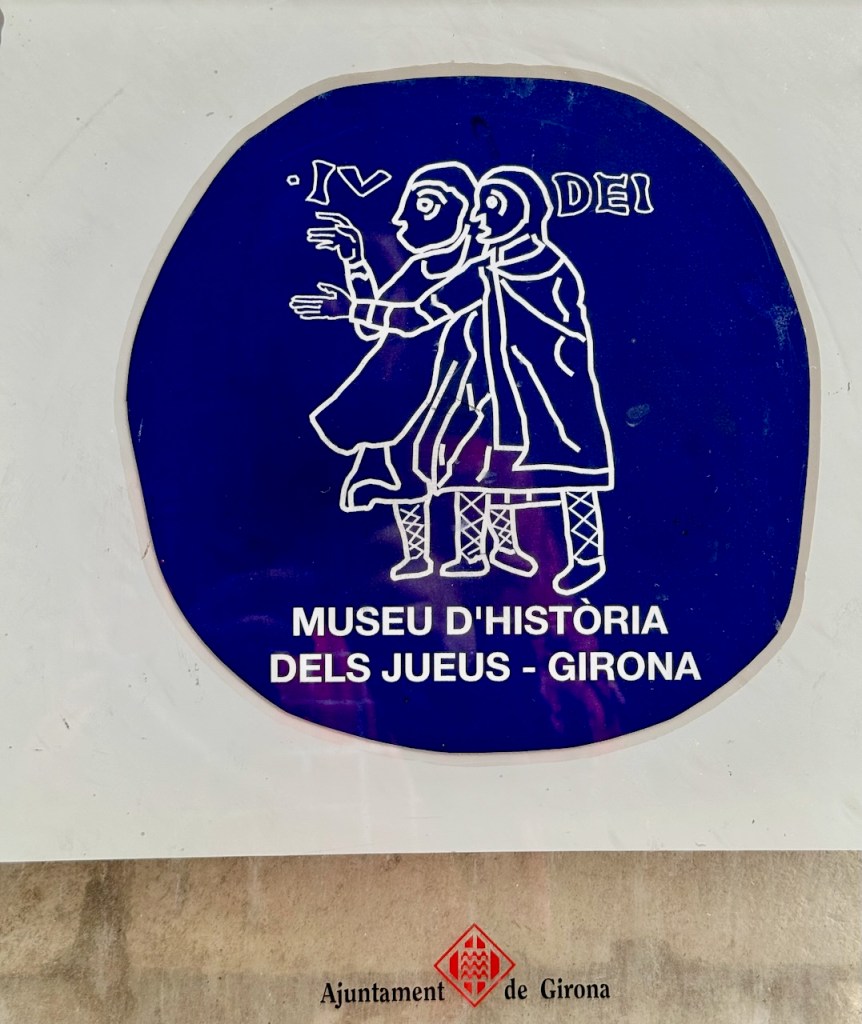 ·IV DEI
MUSEU D'HISTÒRIA
DELS JUEUS - GIRONA
Ajuntament de Girona